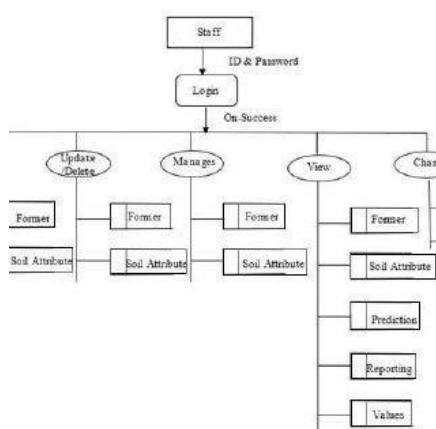 Staff
ID & Password
Login
On-Success
Update
/Delete
Manages
View
Former
Former
Former
Former
Soil Attribute
Soil Attribute
Soil Attribute
Soil Attribute
Prediction
Reporting
Values